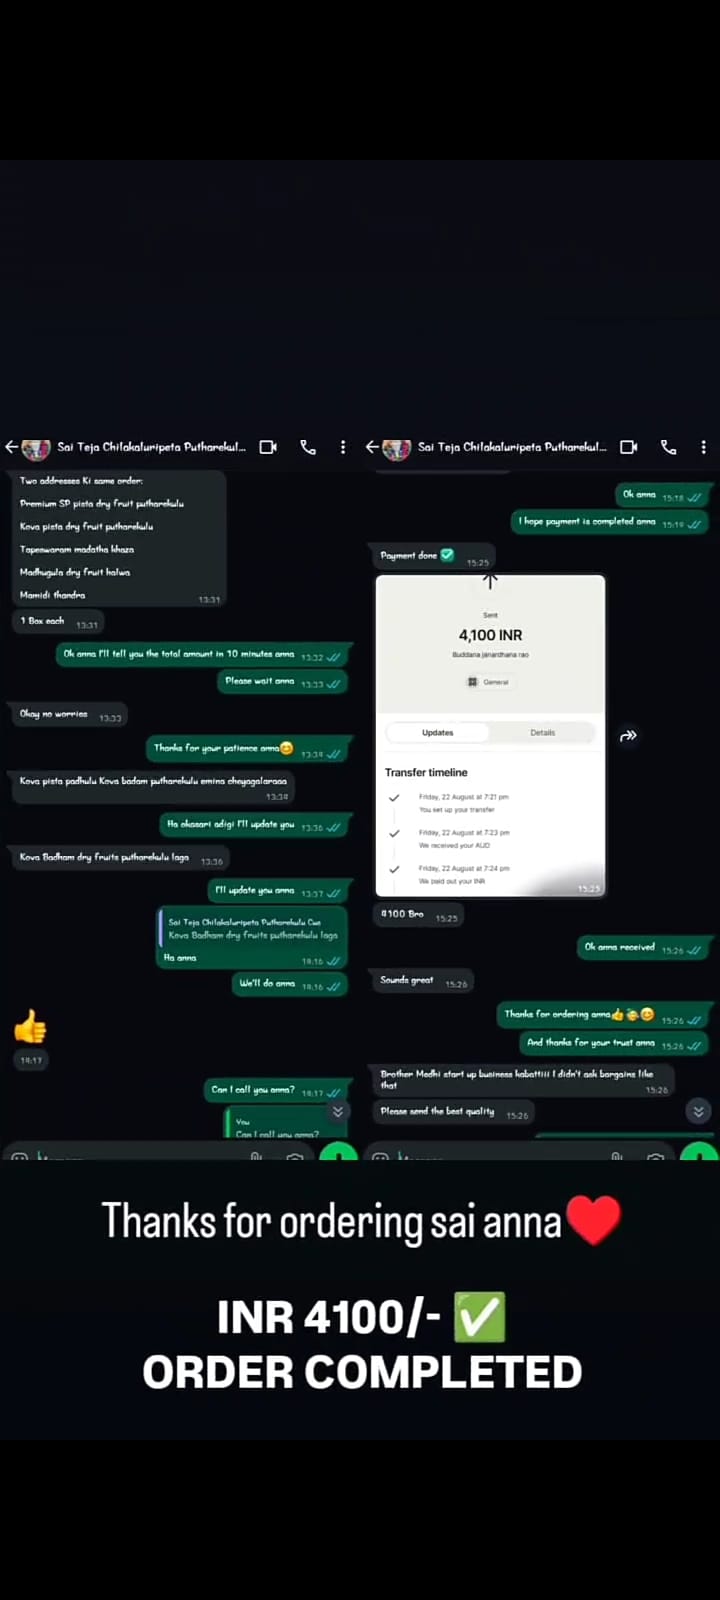 Sai Teja Chilakaluripeta Putharekul...
Two addresses Ki same order:
Premium SP pista dry fruit putharekulu
Kova pista dry fruit putharekulu
Tapeswaram madatha khaza
Madhugula dry fruit halwa
Mamidi thandra
13:31
1 Box each 13:31
Ok anna I'll tell you the total amount in 10 minutes anna 13:32
Please wait anna 13:33
Okay no worries 13:33
Thanks for your patience anna😊 13:34
Kova pista padhulu Kova badam putharekulu emina cheyagalaraaa
13:34
Ha okasari adigi I'll update you 13:36
Kova Badham dry fruits putharekulu laga 13:36
I'll update you anna 13:37
Sai Teja Chilakaluripeta Putharekulu Cus
Kova Badham dry fruits putharekulu laga
Ha anna 14:16
We'll do anna 14:16
👍
14:17
Can I call you anna? 14:17
You
Can I call you anna?
Sai Teja Chilakaluripeta Putharekul...
Ok anna 15:18
I hope payment is completed anna 15:19
Payment done ✅ 15:25
Sent
4,100 INR
Buddana janardhana rao
General
Updates Details
Transfer timeline
Friday, 22 August at 7:21 pm
You set up your transfer
Friday, 22 August at 7:23 pm
We received your AUD
Friday, 22 August at 7:24 pm
We paid out your INR
15:25
4100 Bro 15:25
Ok anna received 15:26
Sounds great 15:26
Thanks for ordering anna 15:26
And thanks for your trust anna 15:26
Brother Medhi start up business kabattiii I didn't ask bargains like
that 15:26
Please send the best quality 15:26
Thanks for ordering sai anna❤️
INR 4100/- ✅
ORDER COMPLETED